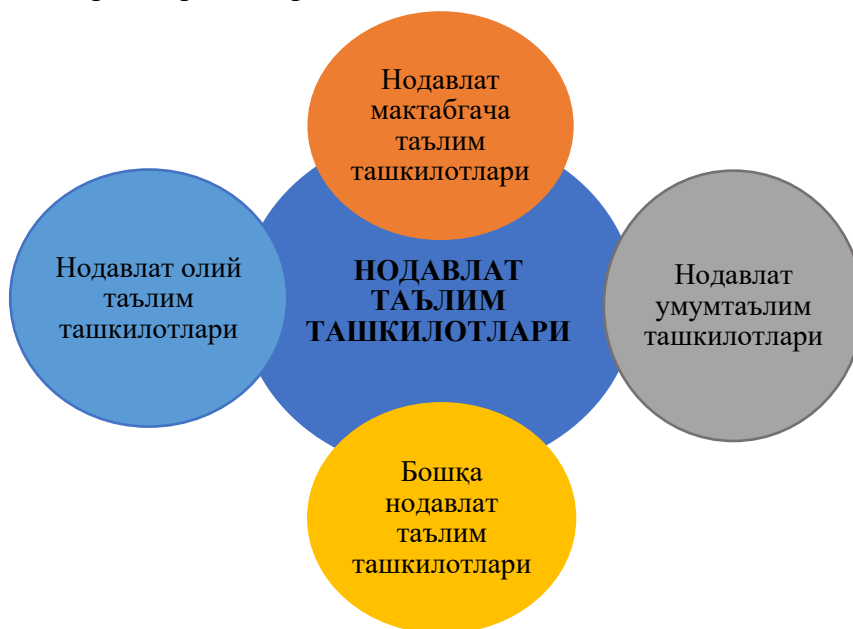 Нодавлат
мактабгача
таълим
ташкилотлари
Нодавлат олий
таълим
ташкилотлари
НОДАВЛАТ
ТАЪЛИМ
ТАШКИЛОТЛАРИ
Нодавлат
умумтаълим
ташкилотлари
Бошқа
нодавлат
таълим
ташкилотлари